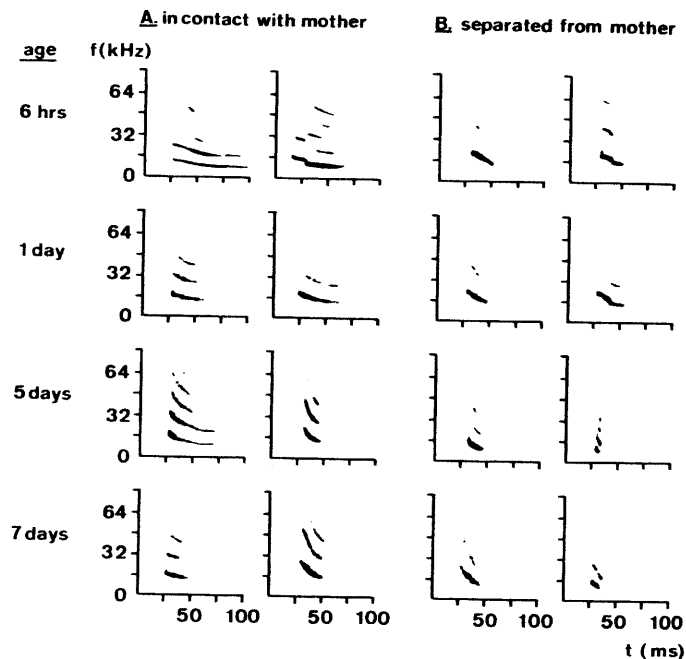 A. in contact with mother
B. separated from mother
age
f(kHz)
6 hrs
64
32
0
1 day
64
32
0
5 days
64
32
0
7 days
64
32
0
50 100 50 100 50 100 50 100
t (ms)